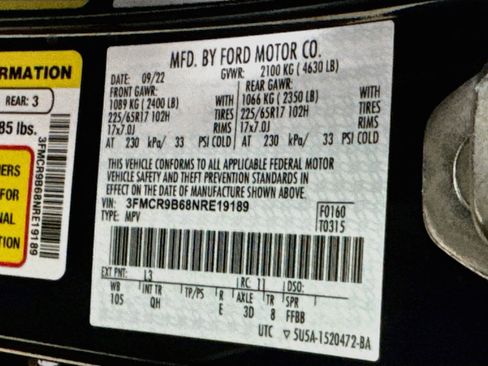 MFD. BY FORD MOTOR CO.
DATE: 09/22 GVWR: 2100 KG ( 4630 LB)
FRONT GAWR: REAR GAWR:
1089 KG ( 2400 LB) WITH 1066 KG ( 2350 LB) WITH
225/65R17 102H TIRES 225/65R17 102H TIRES
17x7.0J RIMS 17x7.0J RIMS
AT 230 kPa/ 33 PSI COLD AT 230 kPa/ 33 PSI COLD
THIS VEHICLE CONFORMS TO ALL APPLICABLE FEDERAL MOTOR
VEHICLE SAFETY AND THEFT PREVENTION STANDARDS IN
EFFECT ON THE DATE OF MANUFACTURE SHOWN ABOVE.
VIN: 3FMCR9B68NRE19189 F0160
TYPE: MPV T0315
EXT PNT: L3 RC: 11 DSO:
WB INT TR TP/PS R AXLE TR SPR
105 QH E 3D 8 FFBB
UTC ▽ 5U5A-1520472-BA
ORMATION
REAR: 3
85 lbs.
3FMCR9B68NRE19189